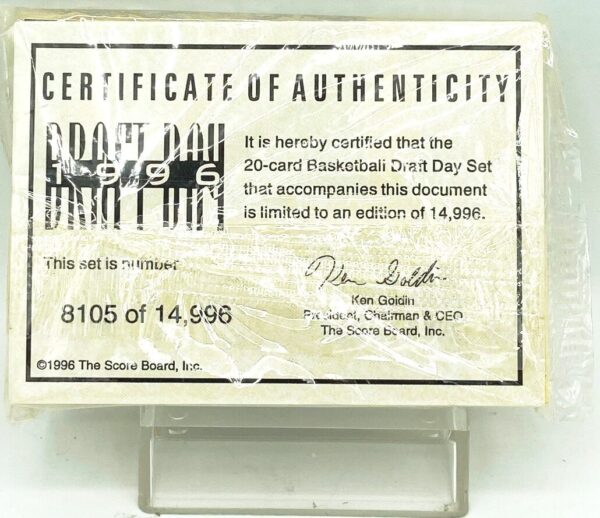 CERTIFICATE OF AUTHENTICITY
DRAFT DAY
1996
DRAFT DAY
It is hereby certified that the
20-card Basketball Draft Day Set
that accompanies this document
is limited to an edition of 14,996.
This set is number
8105 of 14,996
Ken Goldin
Ken Goldin
President, Chairman & CEO
The Score Board, Inc.
©1996 The Score Board, Inc.